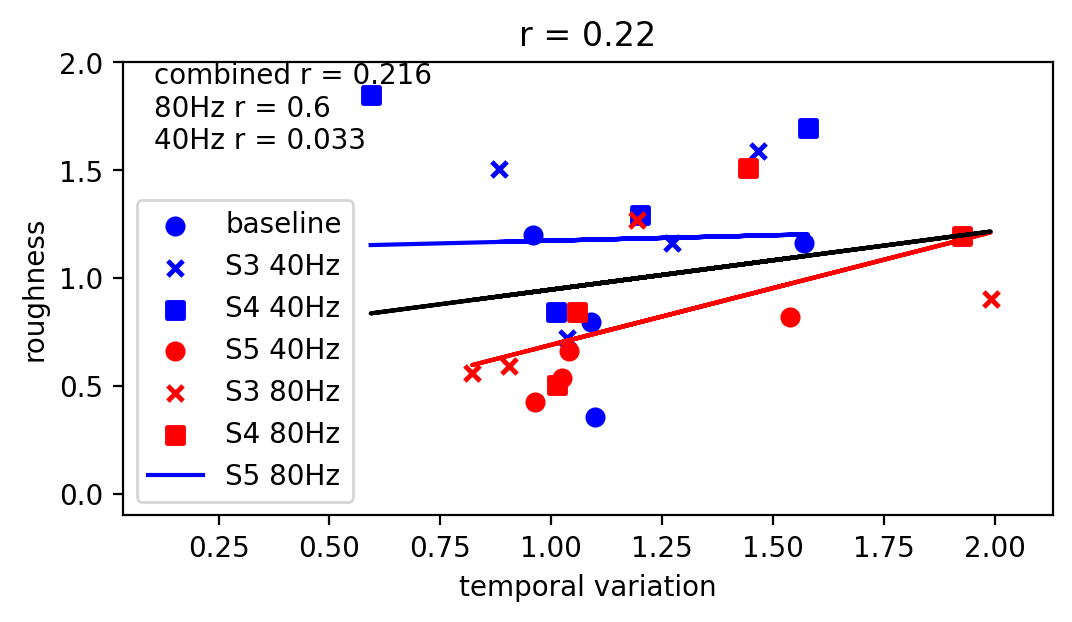 r = 0.22
combined r = 0.216
80Hz r = 0.6
40Hz r = 0.033
baseline
S3 40Hz
S4 40Hz
S5 40Hz
S3 80Hz
S4 80Hz
S5 80Hz
roughness
2.0
1.5
1.0
0.5
0.0
0.25 0.50 0.75 1.00 1.25 1.50 1.75 2.00
temporal variation